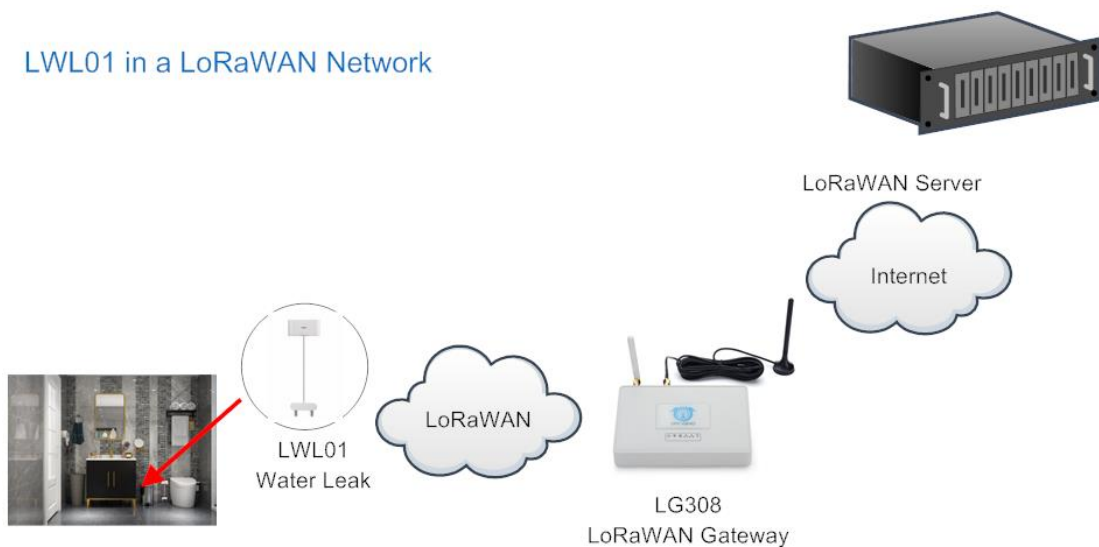 LWL01 in a LoRaWAN Network
LoRaWAN Server
Internet
LoRaWAN
LWL01
Water Leak
LG308
LoRaWAN Gateway